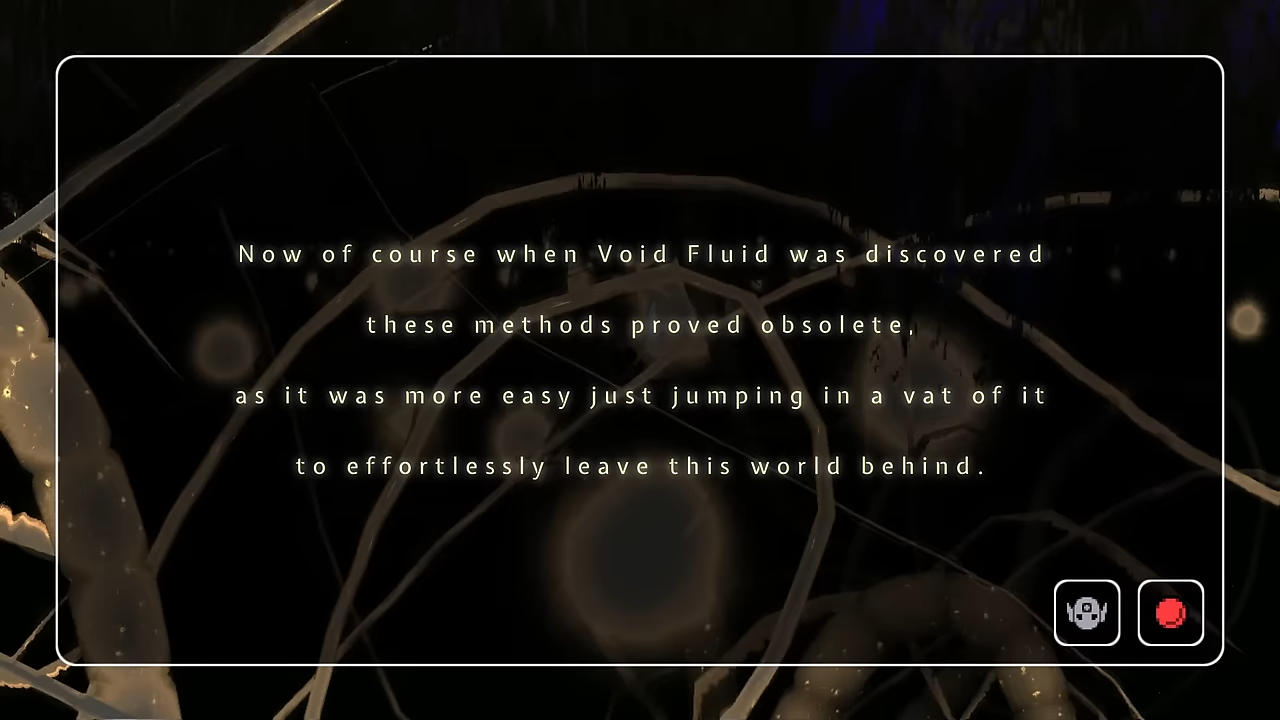 Now of course when Void Fluid was discovered
these methods proved obsolete,
as it was more easy just jumping in a vat of it
to effortlessly leave this world behind.